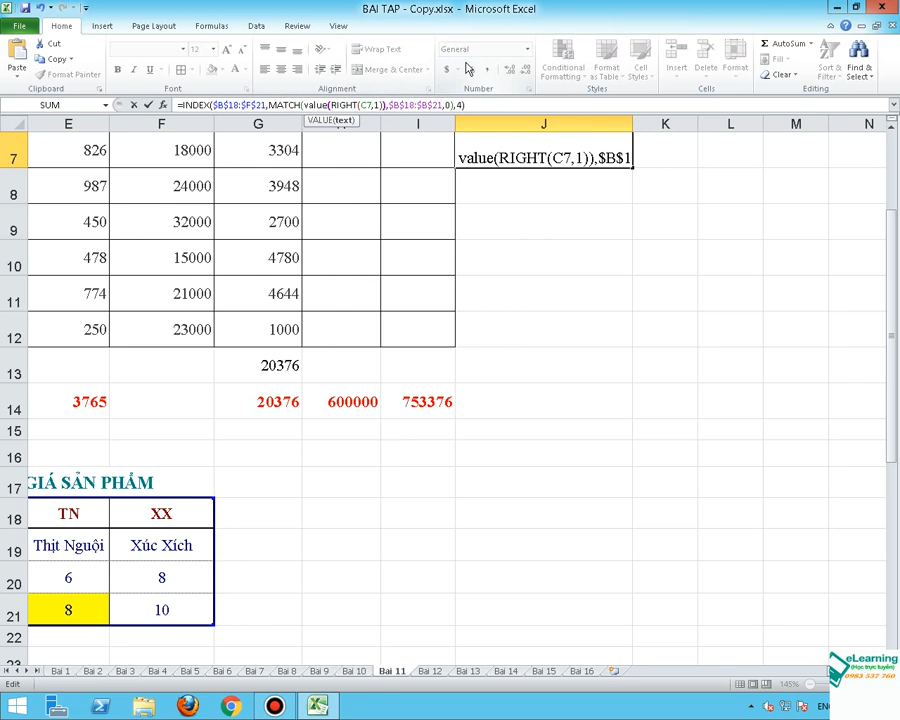 BAI TAP - Copy.xlsx - Microsoft Excel
File Home Insert Page Layout Formulas Data Review View
Paste Cut Copy Format Painter Clipboard
12 A A B I U A Font
Wrap Text Merge & Center Alignment
General $ % , Number
Conditional Formatting Format as Table Cell Styles Styles
Insert Delete Format Cells
AutoSum Fill Clear Sort & Filter Find & Select Editing
SUM fx =INDEX($B$18:$F$21,MATCH(value(RIGHT(C7,1)),$B$18:$B$21,0),4)
VALUE(text)
E F G I J K L M N
7 826 18000 3304 value(RIGHT(C7,1)),$B$1
8 987 24000 3948
9 450 32000 2700
10 478 15000 4780
11 774 21000 4644
12 250 23000 1000
13 20376
14 3765 20376 600000 753376
15
16
17 GIÁ SẢN PHẨM
18 TN XX
19 Thịt Nguội Xúc Xích
20 6 8
21 8 10
22
23
Bai 1 Bai 2 Bai 3 Bai 4 Bai 5 Bai 6 Bai 7 Bai 8 Bai 9 Bai 10 Bai 11 Bai 12 Bai 13 Bai 14 Bai 15 Bai 16
Edit 145%
eLearning
(Học trực tuyến)
0983 537 760